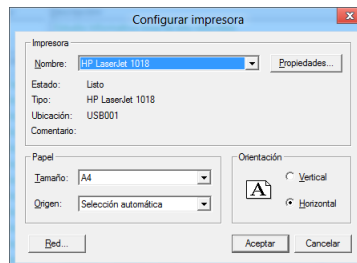 Configurar impresora
x
Impresora
Nombre: HP LaserJet 1018 Propiedades...
Estado: Listo
Tipo: HP LaserJet 1018
Ubicación: USB001
Comentario:
Papel
Tamaño: A4
Origen: Selección automática
Orientación
A
Vertical
Horizontal
Red... Aceptar Cancelar